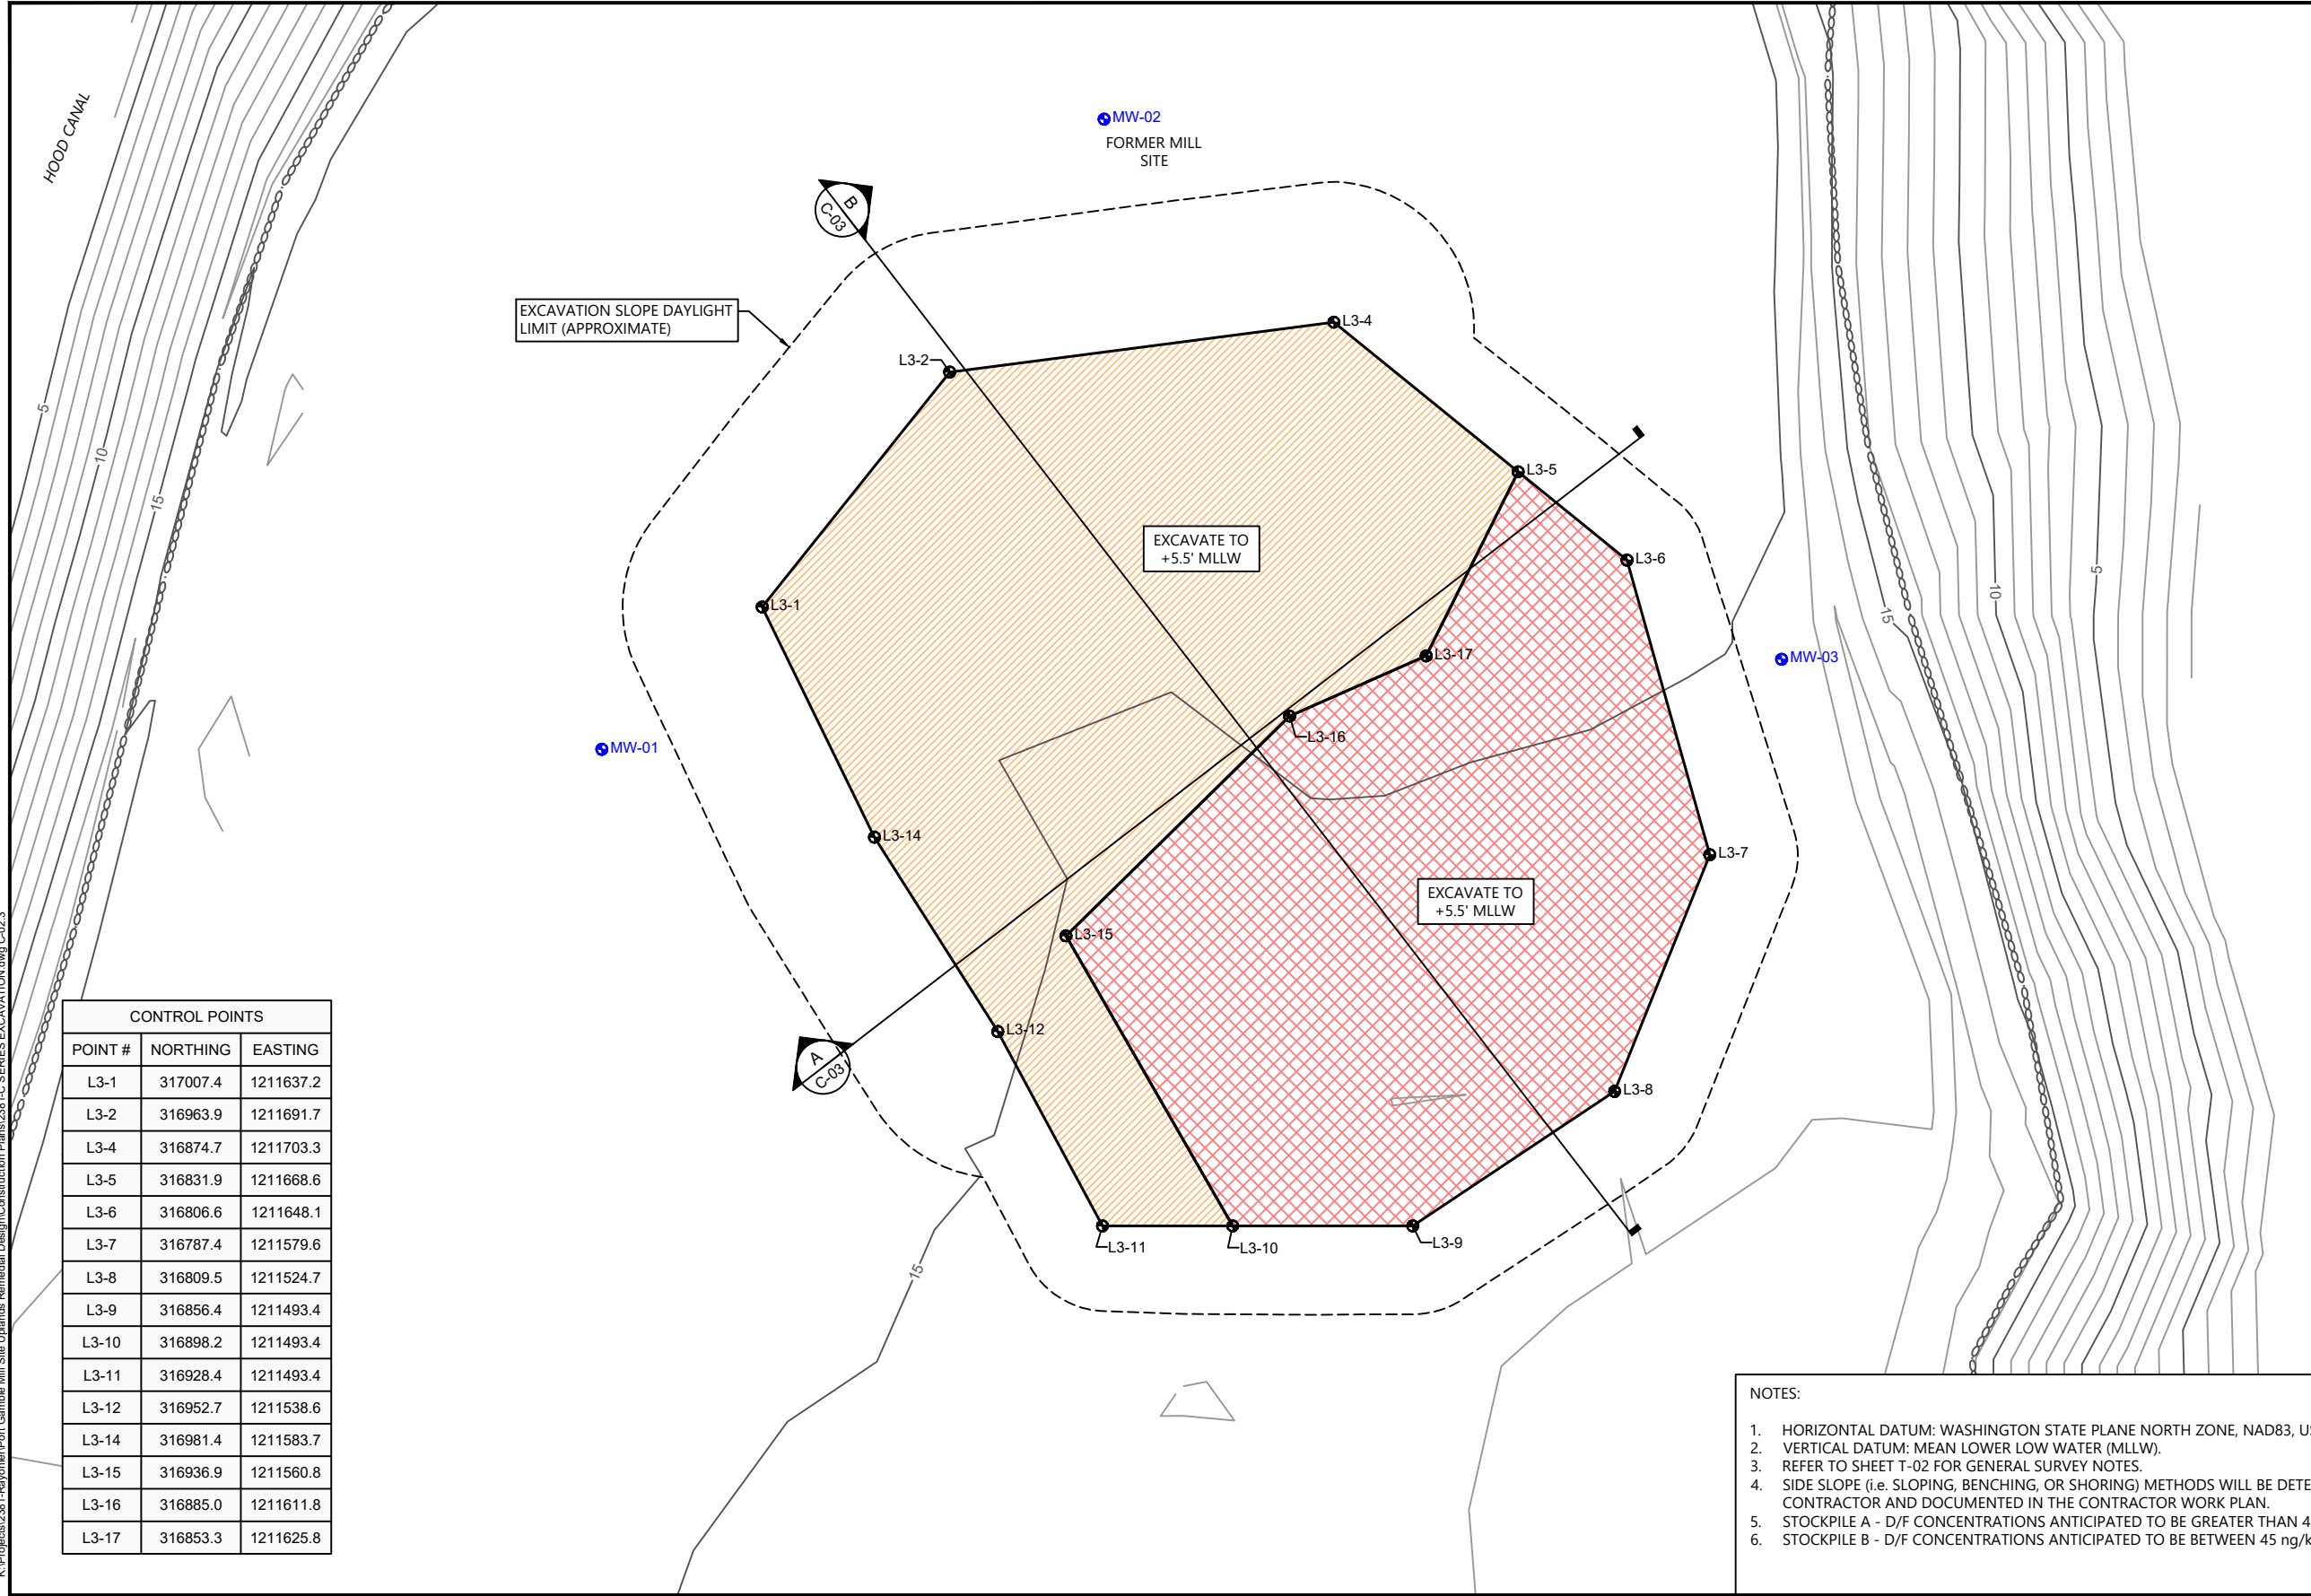 HOOD CANAL
MW-02
FORMER MILL
SITE
B
C-03
EXCAVATION SLOPE DAYLIGHT
LIMIT (APPROXIMATE)
L3-4
L3-2
5
10
15
L3-5
EXCAVATE TO
+5.5' MLLW
L3-6
L3-1
10
5
15
L3-17
MW-03
L3-16
MW-01
L3-14
L3-7
EXCAVATE TO
+5.5' MLLW
L3-15
L3-12
A
C-03
L3-8
L3-11
L3-10
L3-9
15
CONTROL POINTS
POINT # NORTHING EASTING
L3-1 317007.4 1211637.2
L3-2 316963.9 1211691.7
L3-4 316874.7 1211703.3
L3-5 316831.9 1211668.6
L3-6 316806.6 1211648.1
L3-7 316787.4 1211579.6
L3-8 316809.5 1211524.7
L3-9 316856.4 1211493.4
L3-10 316898.2 1211493.4
L3-11 316928.4 1211493.4
L3-12 316952.7 1211538.6
L3-14 316981.4 1211583.7
L3-15 316936.9 1211560.8
L3-16 316885.0 1211611.8
L3-17 316853.3 1211625.8
NOTES:
1. HORIZONTAL DATUM: WASHINGTON STATE PLANE NORTH ZONE, NAD83,
2. VERTICAL DATUM: MEAN LOWER LOW WATER (MLLW).
3. REFER TO SHEET T-02 FOR GENERAL SURVEY NOTES.
4. SIDE SLOPE (i.e. SLOPING, BENCHING, OR SHORING) METHODS WILL BE
CONTRACTOR AND DOCUMENTED IN THE CONTRACTOR WORK PLAN.
5. STOCKPILE A - D/F CONCENTRATIONS ANTICIPATED TO BE GREATER THAN
6. STOCKPILE B - D/F CONCENTRATIONS ANTICIPATED TO BE BETWEEN 45